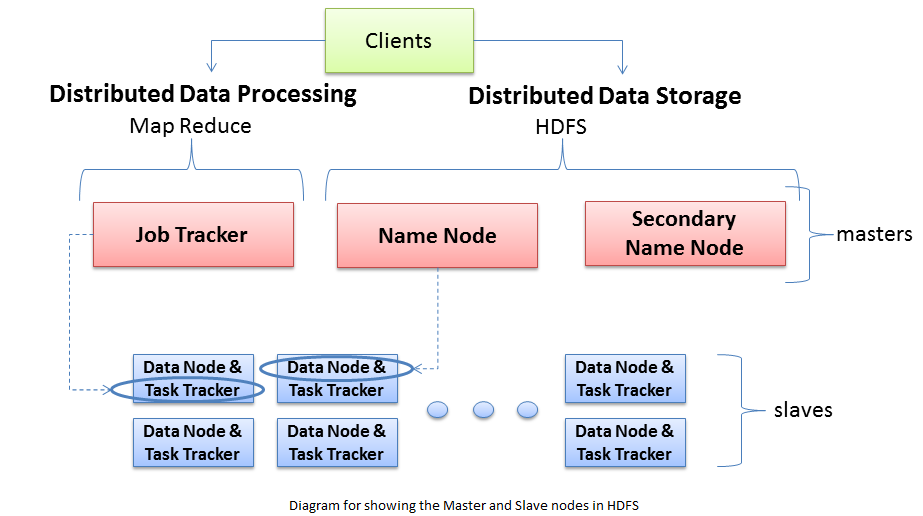 Clients
Distributed Data Processing
Map Reduce
Distributed Data Storage
HDFS
Job Tracker
Name Node
Secondary
Name Node
masters
Data Node &
Task Tracker
Data Node &
Task Tracker
Data Node &
Task Tracker
Data Node &
Task Tracker
Data Node &
Task Tracker
Data Node &
Task Tracker
slaves
Diagram for showing the Master and Slave nodes in HDFS